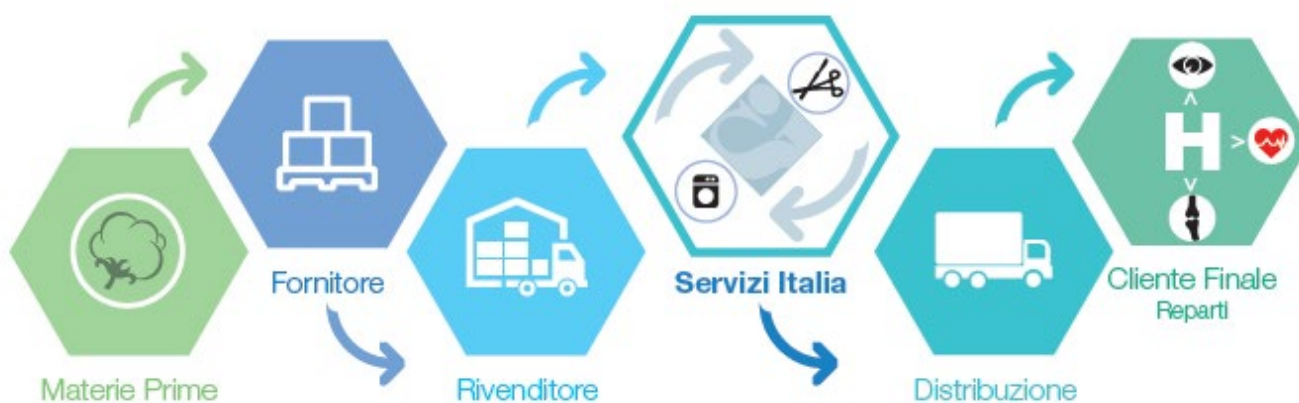 Materie Prime
Fornitore
Rivenditore
Servizi Italia
Distribuzione
H
Cliente Finale
Reparti